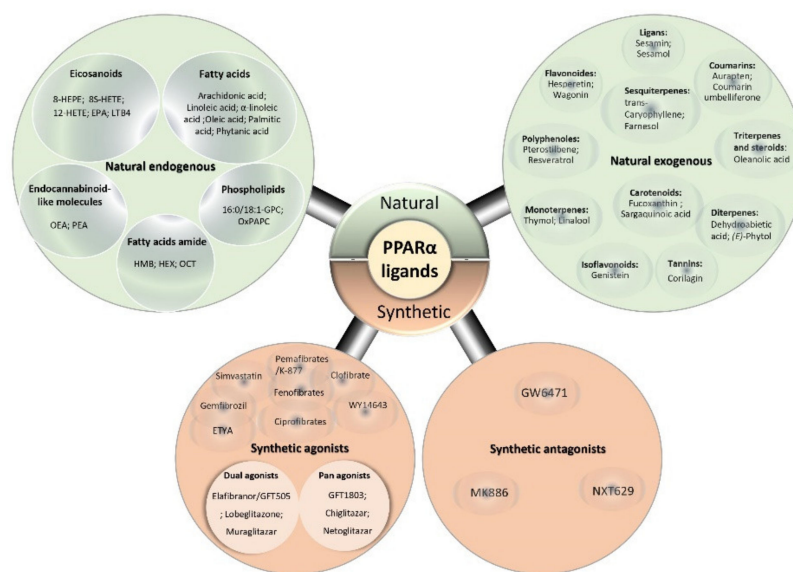 Eicosanoids
8-HEPE; 8S-HETE;
12-HETE; EPA; LTB4
Fatty acids
Arachidonic acid;
Linoleic acid; α-linoleic
acid ;Oleic acid; Palmitic
acid; Phytanic acid
Natural endogenous
Endocannabinoid-
like molecules
OEA; PEA
Phospholipids
16:0/18:1-GPC;
OxPAPC
Fatty acids amide
HMB; HEX; OCT
Natural
PPARα
ligands
Synthetic
Ligans:
Sesamin;
Sesamol
Flavonoides:
Hesperetin;
Wagonin
Sesquiterpenes:
trans-
Caryophyllene;
Farnesol
Coumarins:
Aurapten;
Coumarin
umbelliferone
Polyphenoles:
Pterostilbene;
Resveratrol
Natural exogenous
Triterpenes
and steroids:
Oleanolic acid
Monoterpenes:
Thymol; Linalool
Carotenoids:
Fucoxanthin ;
Sargaquinoic acid
Diterpenes:
Dehydroabietic
acid; (E)-Phytol
Isoflavonoids:
Genistein
Tannins:
Corilagin
Simvastatin
Pemafibrates
/K-877
Clofibrate
Fenofibrates
Gemfibrozil
WY14643
ETYA
Ciprofibrates
Synthetic agonists
Dual agonists
Elafibranor/GFT505
; Lobeglitazone;
Muraglitazar
Pan agonists
GFT1803;
Chiglitazar;
Netoglitazar
GW6471
Synthetic antagonists
MK886
NXT629